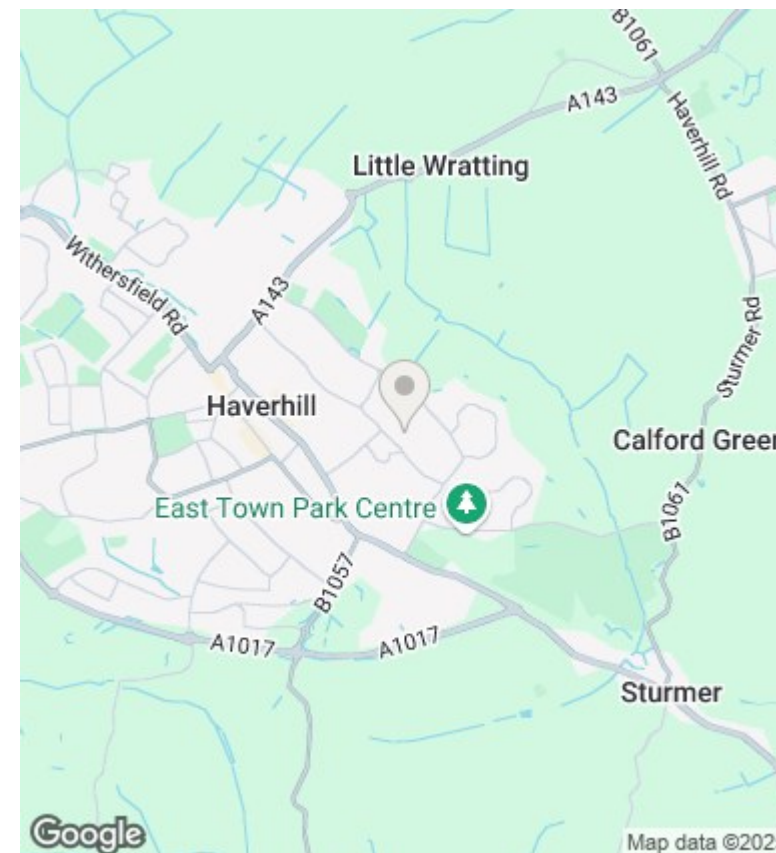 B1061
A143
Haverhill Rd
Little Wratting
Withersfield Rd
A143
Sturmer Rd
Haverhill
Calford Green
East Town Park Centre
B1061
B1057
A1017
A1017
Sturmer
Google
Map data ©202